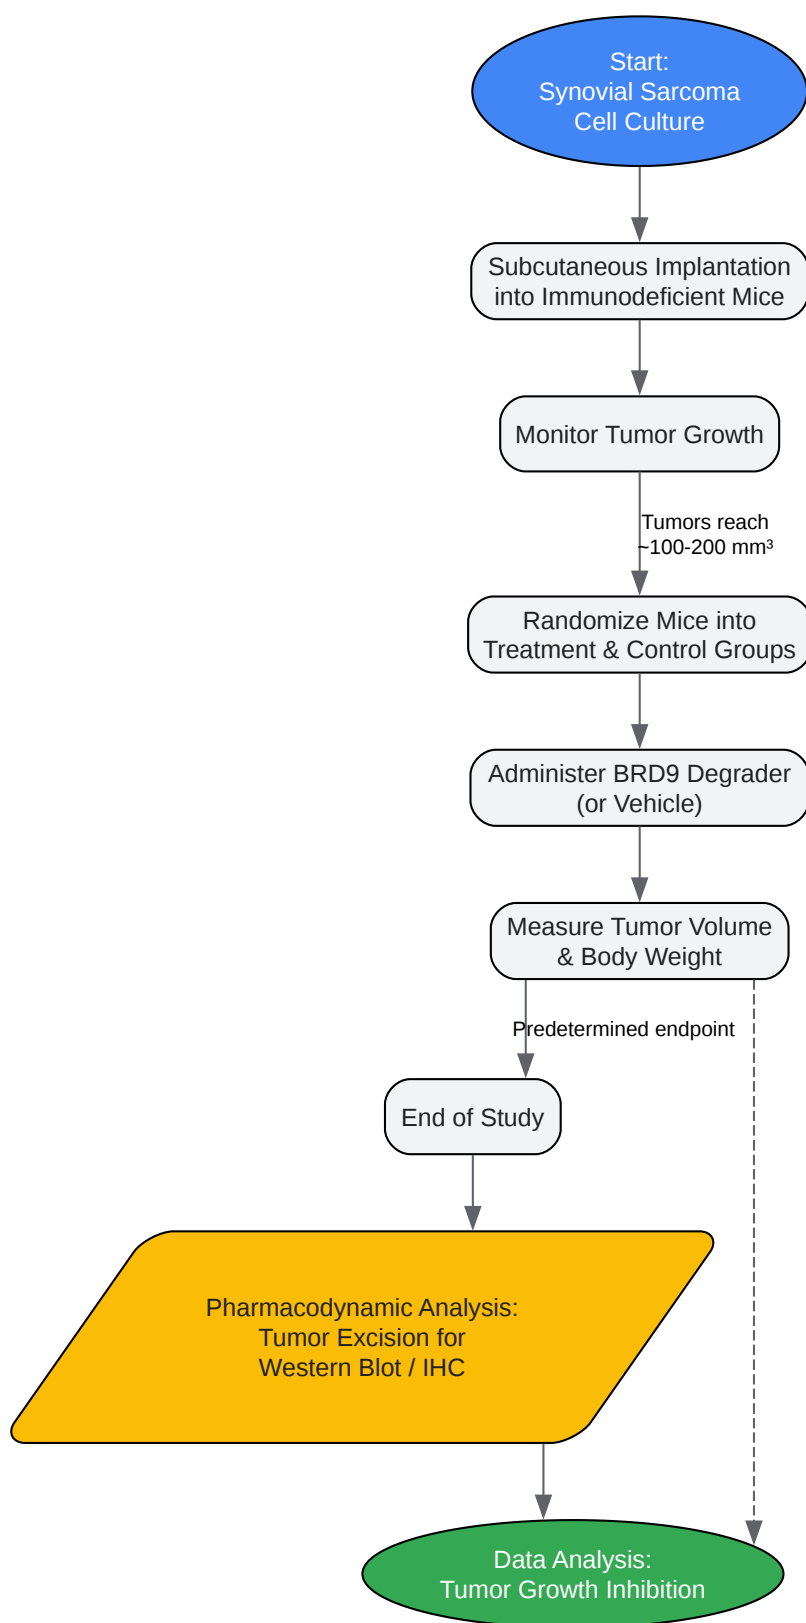 Start:
Synovial Sarcoma
Cell Culture
Subcutaneous Implantation
into Immunodeficient Mice
Monitor Tumor Growth
Tumors reach
~100-200 mm³
Randomize Mice into
Treatment & Control Groups
Administer BRD9 Degrader
(or Vehicle)
Measure Tumor Volume
& Body Weight
Predetermined endpoint
End of Study
Pharmacodynamic Analysis:
Tumor Excision for
Western Blot / IHC
Data Analysis:
Tumor Growth Inhibition